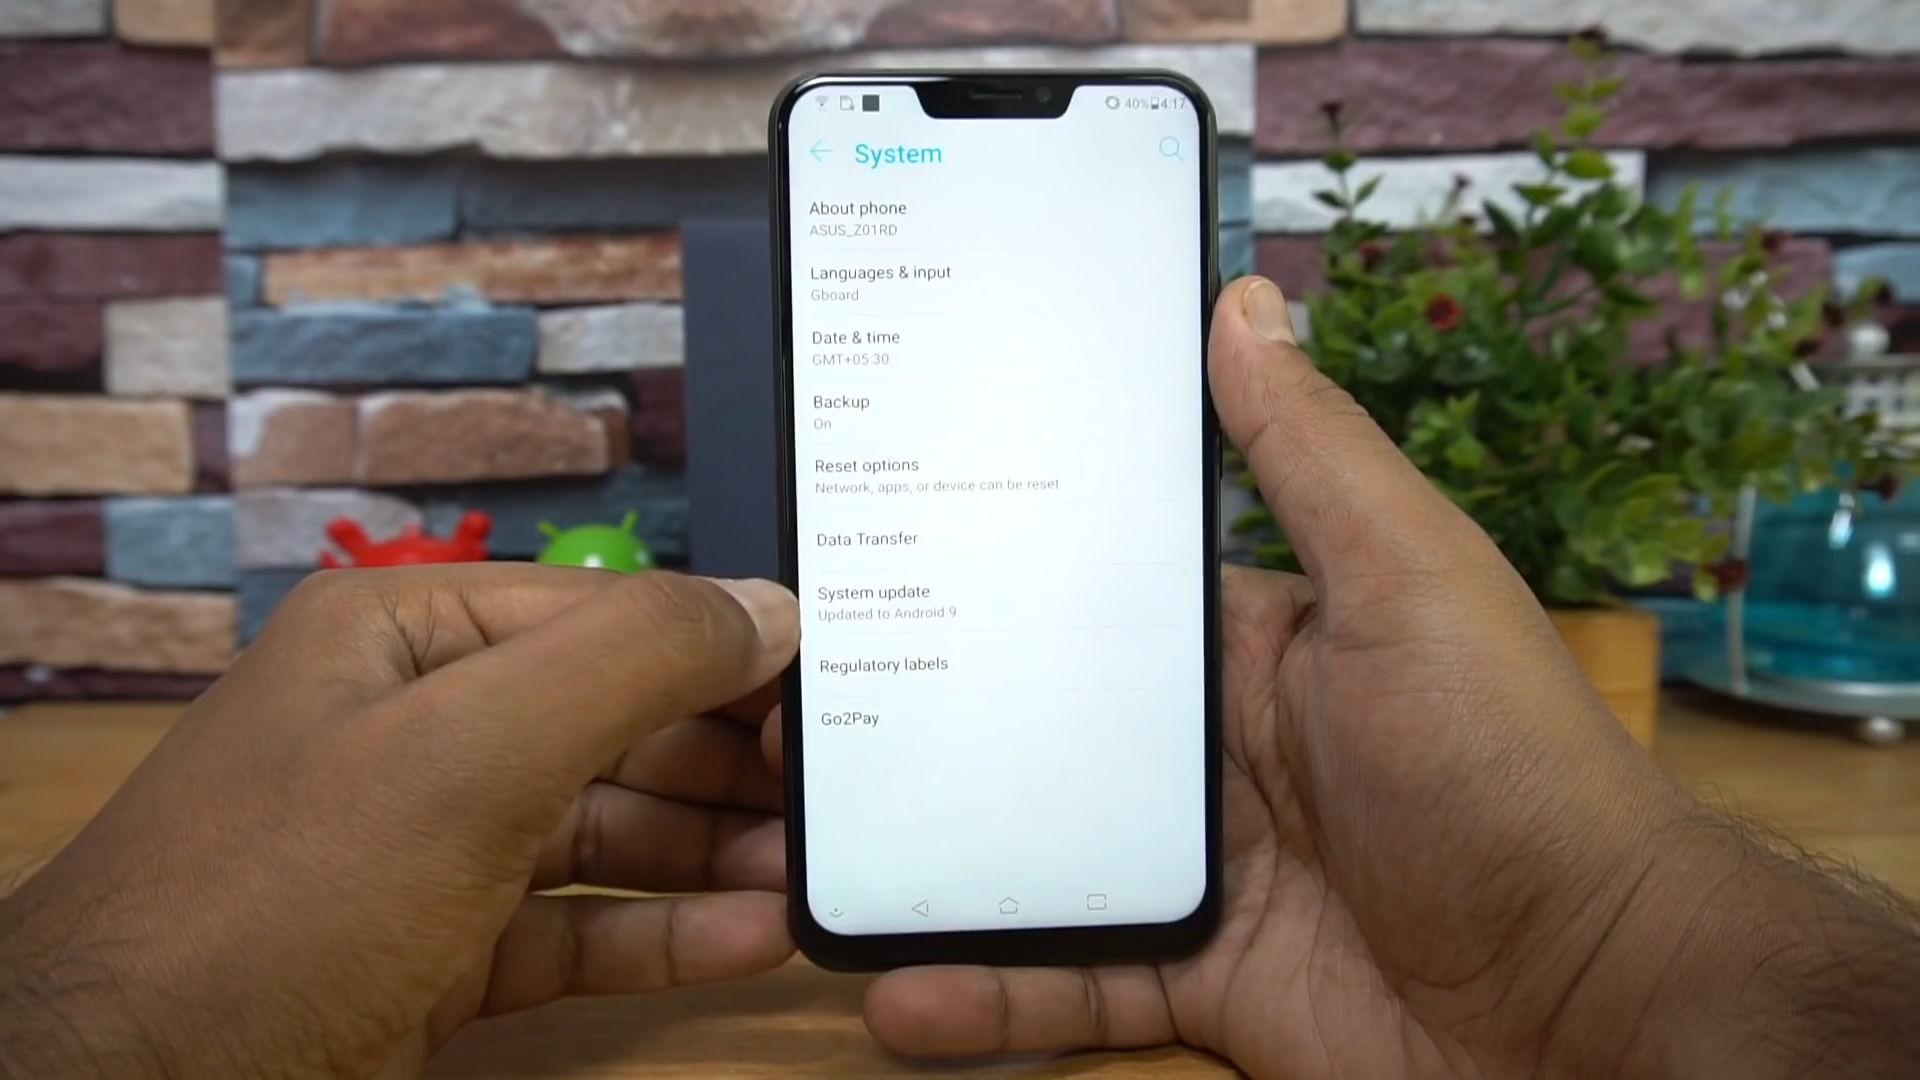 40% 4:17
System
About phone
ASUS_Z01RD
Languages & input
Gboard
Date & time
GMT+05:30
Backup
On
Reset options
Network, apps, or device can be reset
Data Transfer
System update
Updated to Android 9
Regulatory labels
Go2Pay